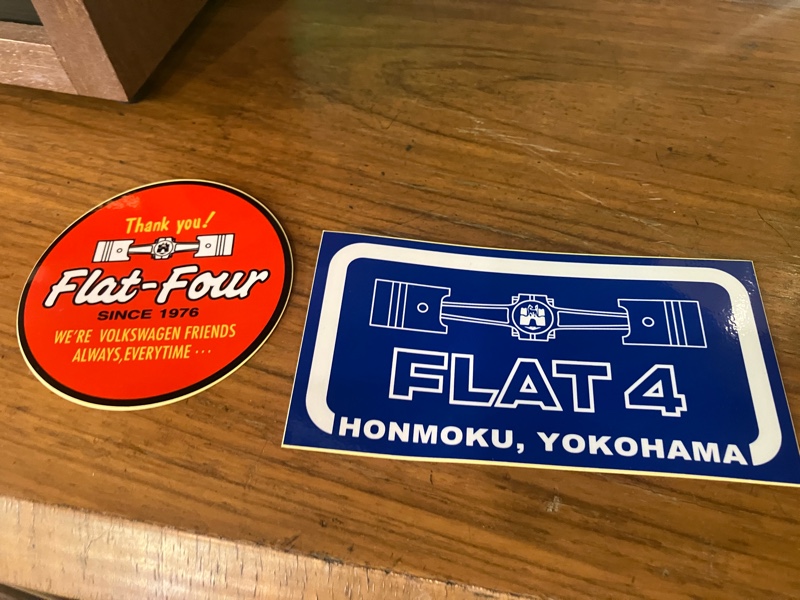 Thank you!
Flat-Four
SINCE 1976
WE'RE VOLKSWAGEN FRIENDS
ALWAYS,EVERYTIME ···
FLAT 4
HONMOKU, YOKOHAMA